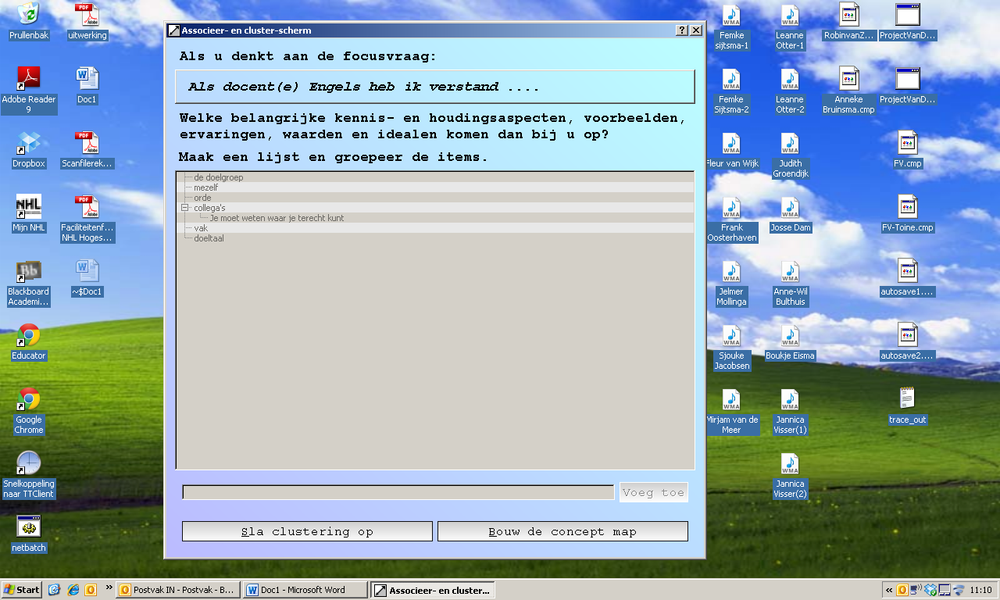 Prullenbak
uitwerking
Adobe Reader
9
Doc1
Dropbox
Scanfilerek...
Mijn NHL
Faciliteitenf...
NHL Hoges...
Blackboard
Academi...
~$Doc1
Educator
Google
Chrome
Snelkoppeling
naar TTClient
netbatch
Associeer- en cluster-scherm
Als u denkt aan de focusvraag:
Als docent(e) Engels heb ik verstand ....
Welke belangrijke kennis- en houdingsaspecten, voorbeelden,
ervaringen, waarden en idealen komen dan bij u op?
Maak een lijst en groepeer de items.
de doelgroep
mezelf
orde
collega's
Je moet weten waar je terecht kunt
vak
doeltaal
Voeg toe
Sla clustering op
Bouw de concept map
Femke
sijtsma-1
Leanne
Otter-1
RobinvanZ...
ProjectVanD...
Femke
Sijtsma-2
Leanne
Otter-2
Anneke
Bruinsma.cmp
ProjectVanD...
Fleur van Wijk
Judith
Groendijk
FV.cmp
Frank
Oosterhaven
Josse Dam
FV-Toine.cmp
Jelmer
Mollinga
Anne-Wil
Bulthuis
autosave1....
Sjouke
Jacobsen
Boukje Eisma
autosave2....
Mirjam van de
Meer
Jannica
Visser(1)
trace_out
Jannica
Visser(2)
Start
Postvak IN - Postvak - B...
Doc1 - Microsoft Word
Associeer- en cluster...
11:10